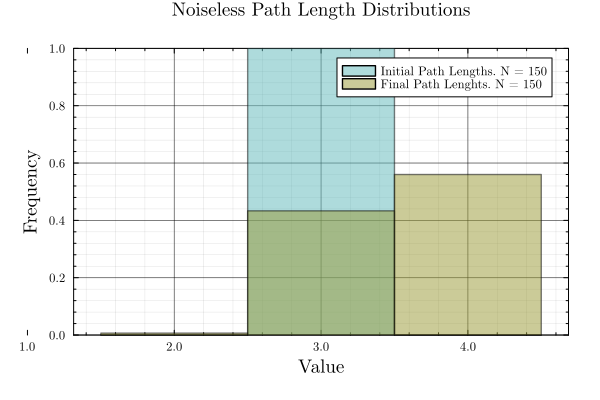 Noiseless Path Length Distributions
1.0
Initial Path Lengths. N = 150
Final Path Lenghts. N = 150
0.8
0.6
0.4
0.2
0.0
Frequency
1.0 2.0 3.0 4.0
Value